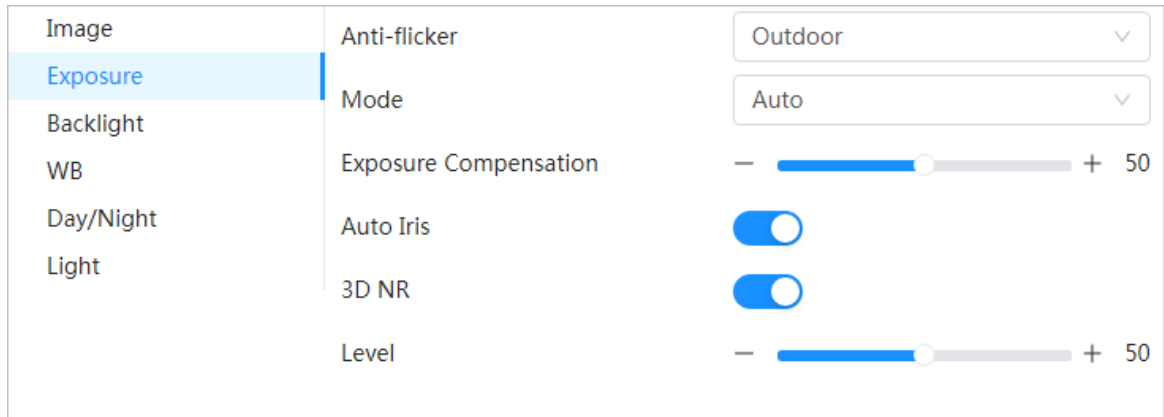 Image
Exposure
Backlight
WB
Day/Night
Light
Anti-flicker Outdoor
Mode Auto
Exposure Compensation — + 50
Auto Iris
3D NR
Level — + 50